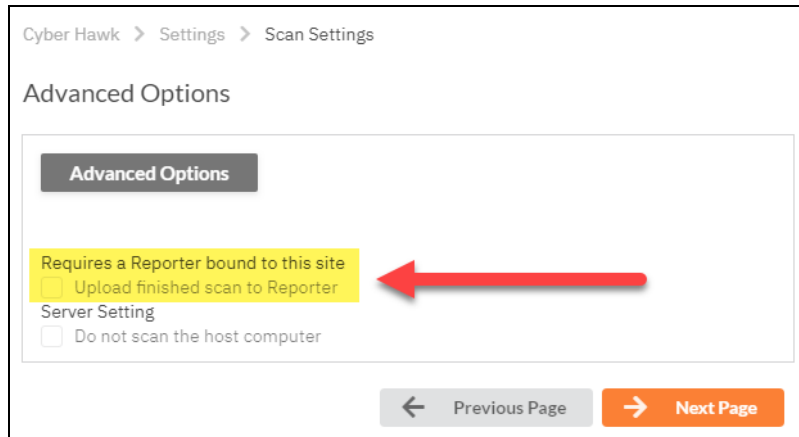 Cyber Hawk > Settings > Scan Settings
Advanced Options
Advanced Options
Requires a Reporter bound to this site
Upload finished scan to Reporter
Server Setting
Do not scan the host computer
Previous Page
Next Page